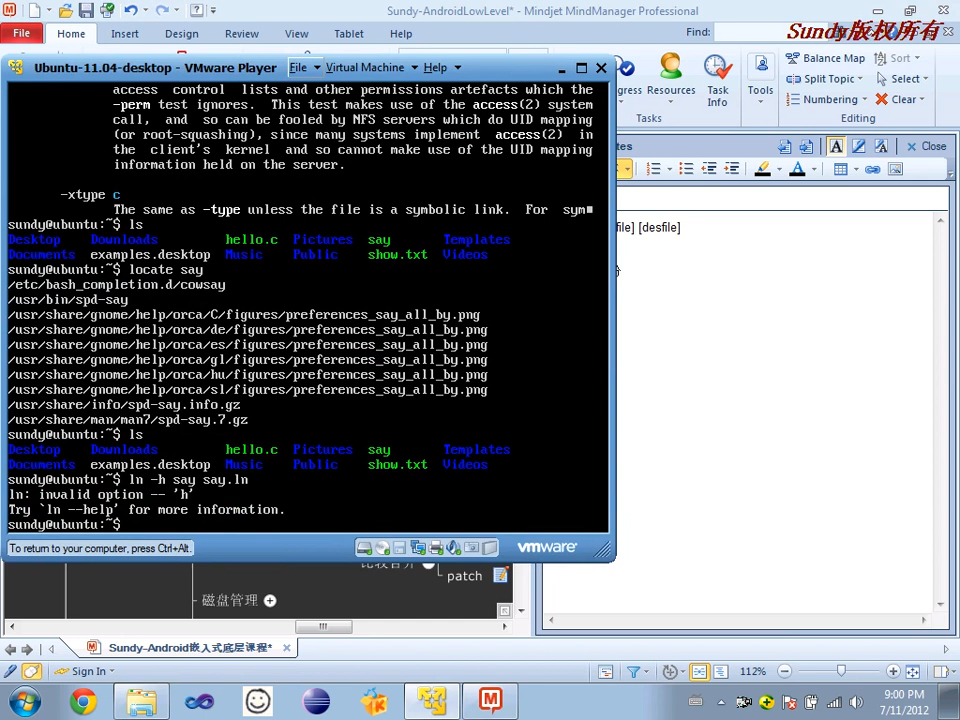 Sundy-AndroidLowLevel* - Mindjet MindManager Professional
File Home Insert Design Review View Tablet Help Find:
Sundy版权所有
Ubuntu-11.04-desktop - VMware Player File Virtual Machine Help
Balance Map Sort
Resources Task Info Tools Split Topic Select
Numbering Clear
Tasks Editing
access control lists and other permissions artefacts which the
-perm test ignores. This test makes use of the access(2) system
call, and so can be fooled by NFS servers which do UID mapping
(or root-squashing), since many systems implement access(2) in
the client's kernel and so cannot make use of the UID mapping
information held on the server.
-xtype c
The same as -type unless the file is a symbolic link. For sym
sundy@ubuntu:~$ ls
Desktop Downloads hello.c Pictures say Templates
Documents examples.desktop Music Public show.txt Videos
sundy@ubuntu:~$ locate say
/etc/bash_completion.d/cowsay
/usr/bin/spd-say
/usr/share/gnome/help/orca/C/figures/preferences_say_all_by.png
/usr/share/gnome/help/orca/de/figures/preferences_say_all_by.png
/usr/share/gnome/help/orca/es/figures/preferences_say_all_by.png
/usr/share/gnome/help/orca/gl/figures/preferences_say_all_by.png
/usr/share/gnome/help/orca/hu/figures/preferences_say_all_by.png
/usr/share/gnome/help/orca/sl/figures/preferences_say_all_by.png
/usr/share/info/spd-say.info.gz
/usr/share/man/man7/spd-say.7.gz
sundy@ubuntu:~$ ls
Desktop Downloads hello.c Pictures say Templates
Documents examples.desktop Music Public show.txt Videos
sundy@ubuntu:~$ ln -h say say.ln
ln: invalid option -- 'h'
Try `ln --help' for more information.
sundy@ubuntu:~$
To return to your computer, press Ctrl+Alt.
vmware
Close
[desfile]
patch
磁盘管理
Sundy-Android嵌入式底层课程*
Sign In 112%
9:00 PM
7/11/2012